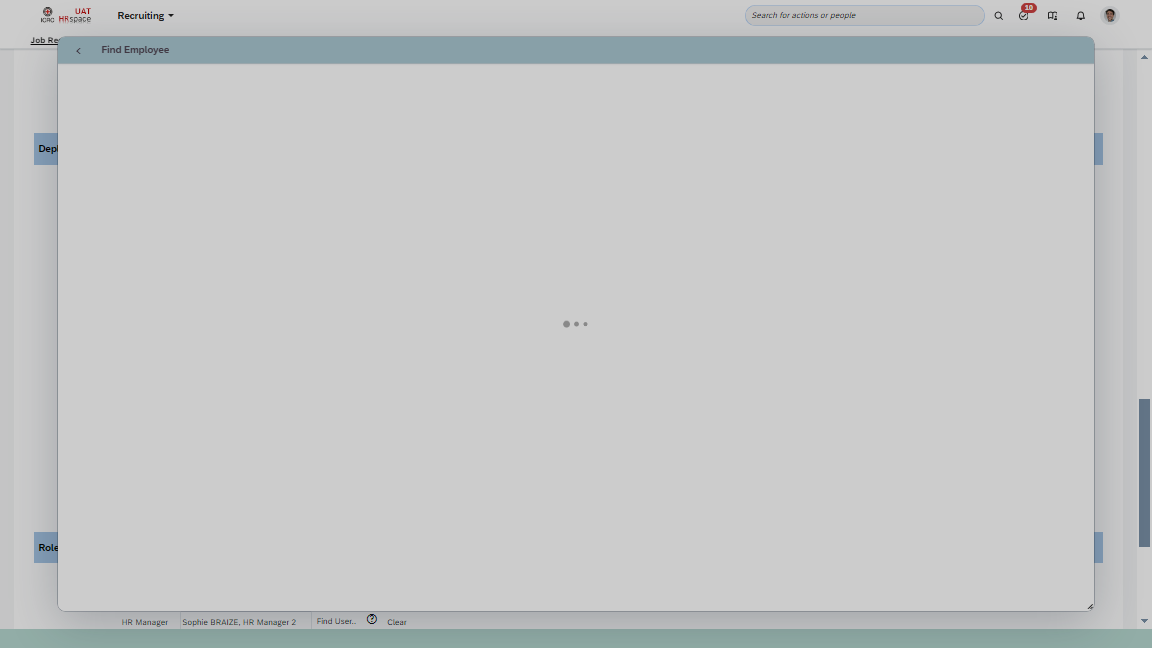 ICRC
UAT
HRspace
Recruiting
Search for actions or people
10
Job Re
Find Employee
Depl
Role
HR Manager
Sophie BRAIZE, HR Manager 2
Find User..
?
Clear